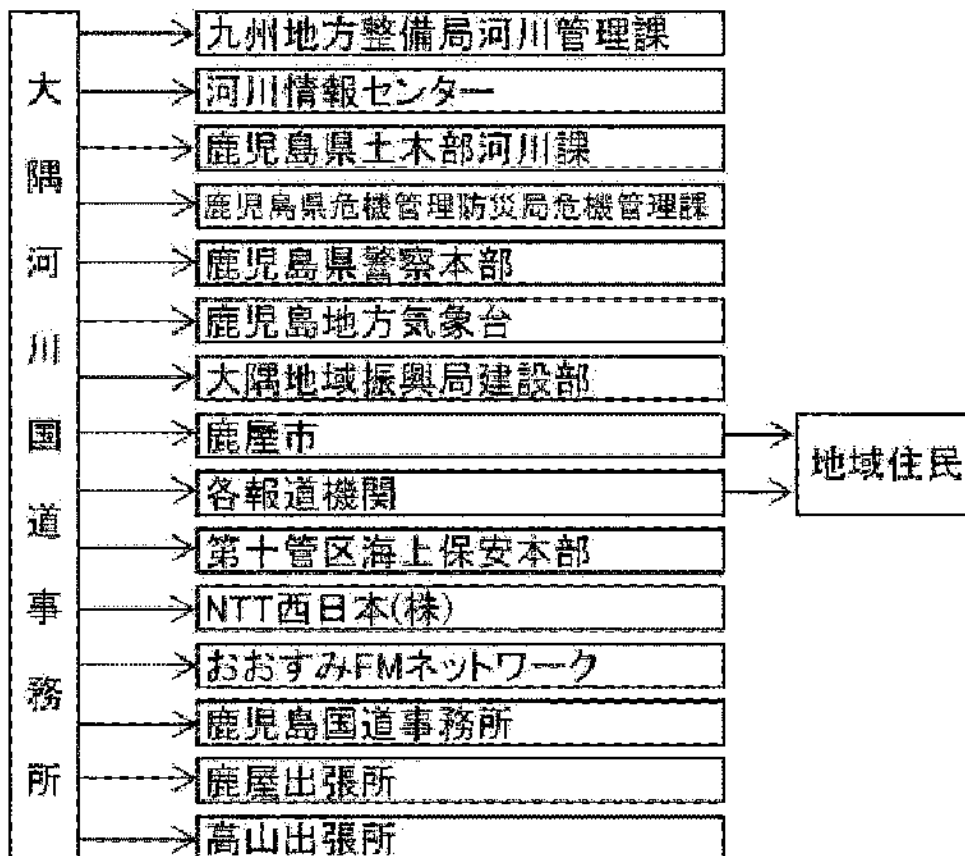 大隅河川国道事務所
九州地方整備局河川管理課
河川情報センター
鹿児島県土木部河川課
鹿児島県危機管理防災局危機管理課
鹿児島県警察本部
鹿児島地方気象台
大隅地域振興局建設部
鹿屋市
各報道機関
地域住民
第十管区海上保安本部
NTT西日本(株)
おおすみFMネットワーク
鹿児島国道事務所
鹿屋出張所
高山出張所